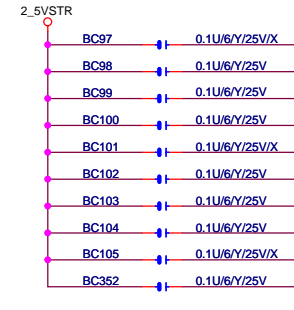 2_5VSTR
BC97 0.1U/6/Y/25V/X
BC98 0.1U/6/Y/25V
BC99 0.1U/6/Y/25V
BC100 0.1U/6/Y/25V
BC101 0.1U/6/Y/25V/X
BC102 0.1U/6/Y/25V
BC103 0.1U/6/Y/25V
BC104 0.1U/6/Y/25V
BC105 0.1U/6/Y/25V/X
BC352 0.1U/6/Y/25V